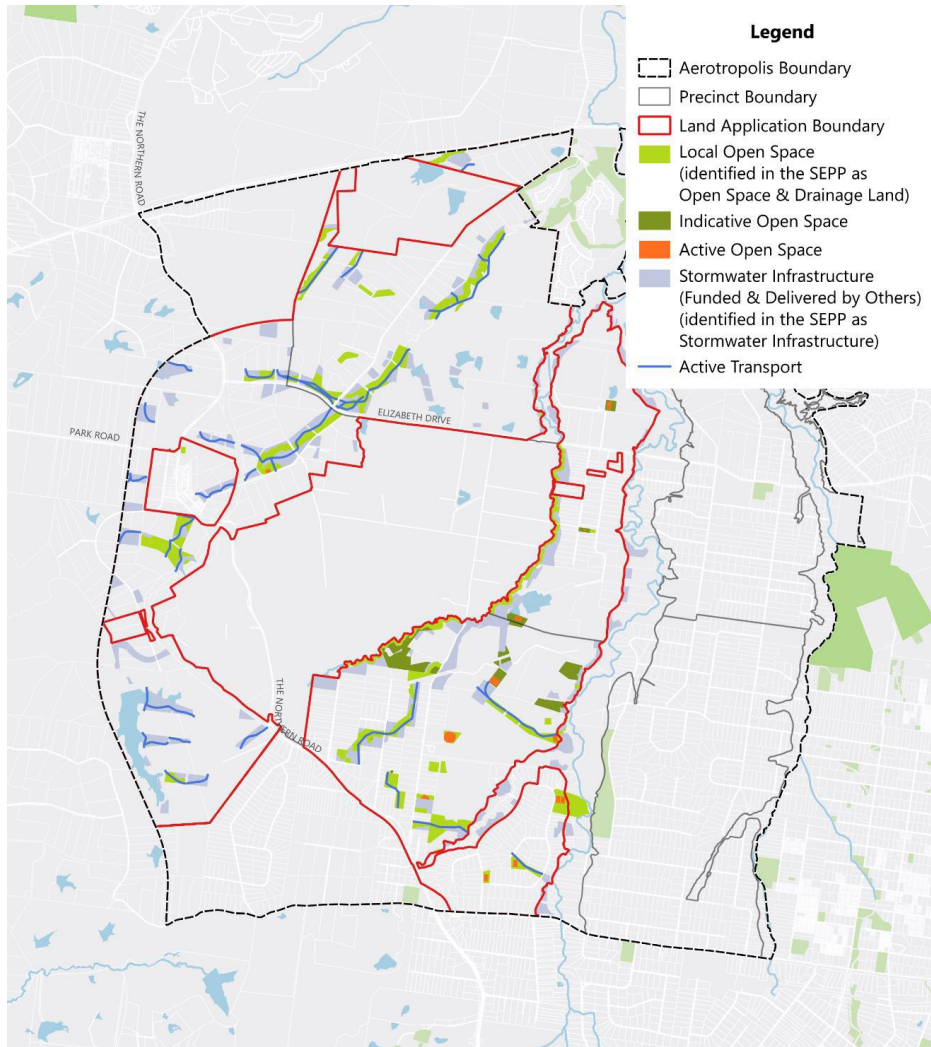 Legend
Aerotropolis Boundary
Precinct Boundary
Land Application Boundary
Local Open Space
(identified in the SEPP as
Open Space & Drainage Land)
Indicative Open Space
Active Open Space
Stormwater Infrastructure
(Funded & Delivered by Others)
(identified in the SEPP as
Stormwater Infrastructure)
Active Transport
THE NORTHERN ROAD
ELIZABETH DRIVE
PARK ROAD
THE NORTHERN ROAD